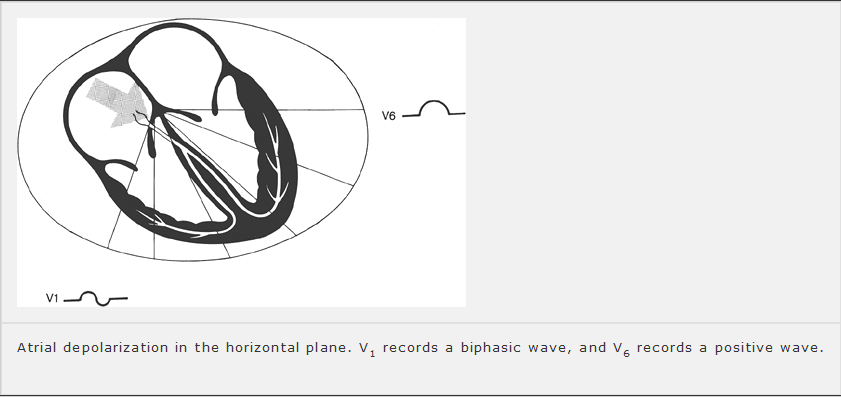 V6
V1
Atrial depolarization in the horizontal plane. V₁ records a biphasic wave, and V₆ records a positive wave.